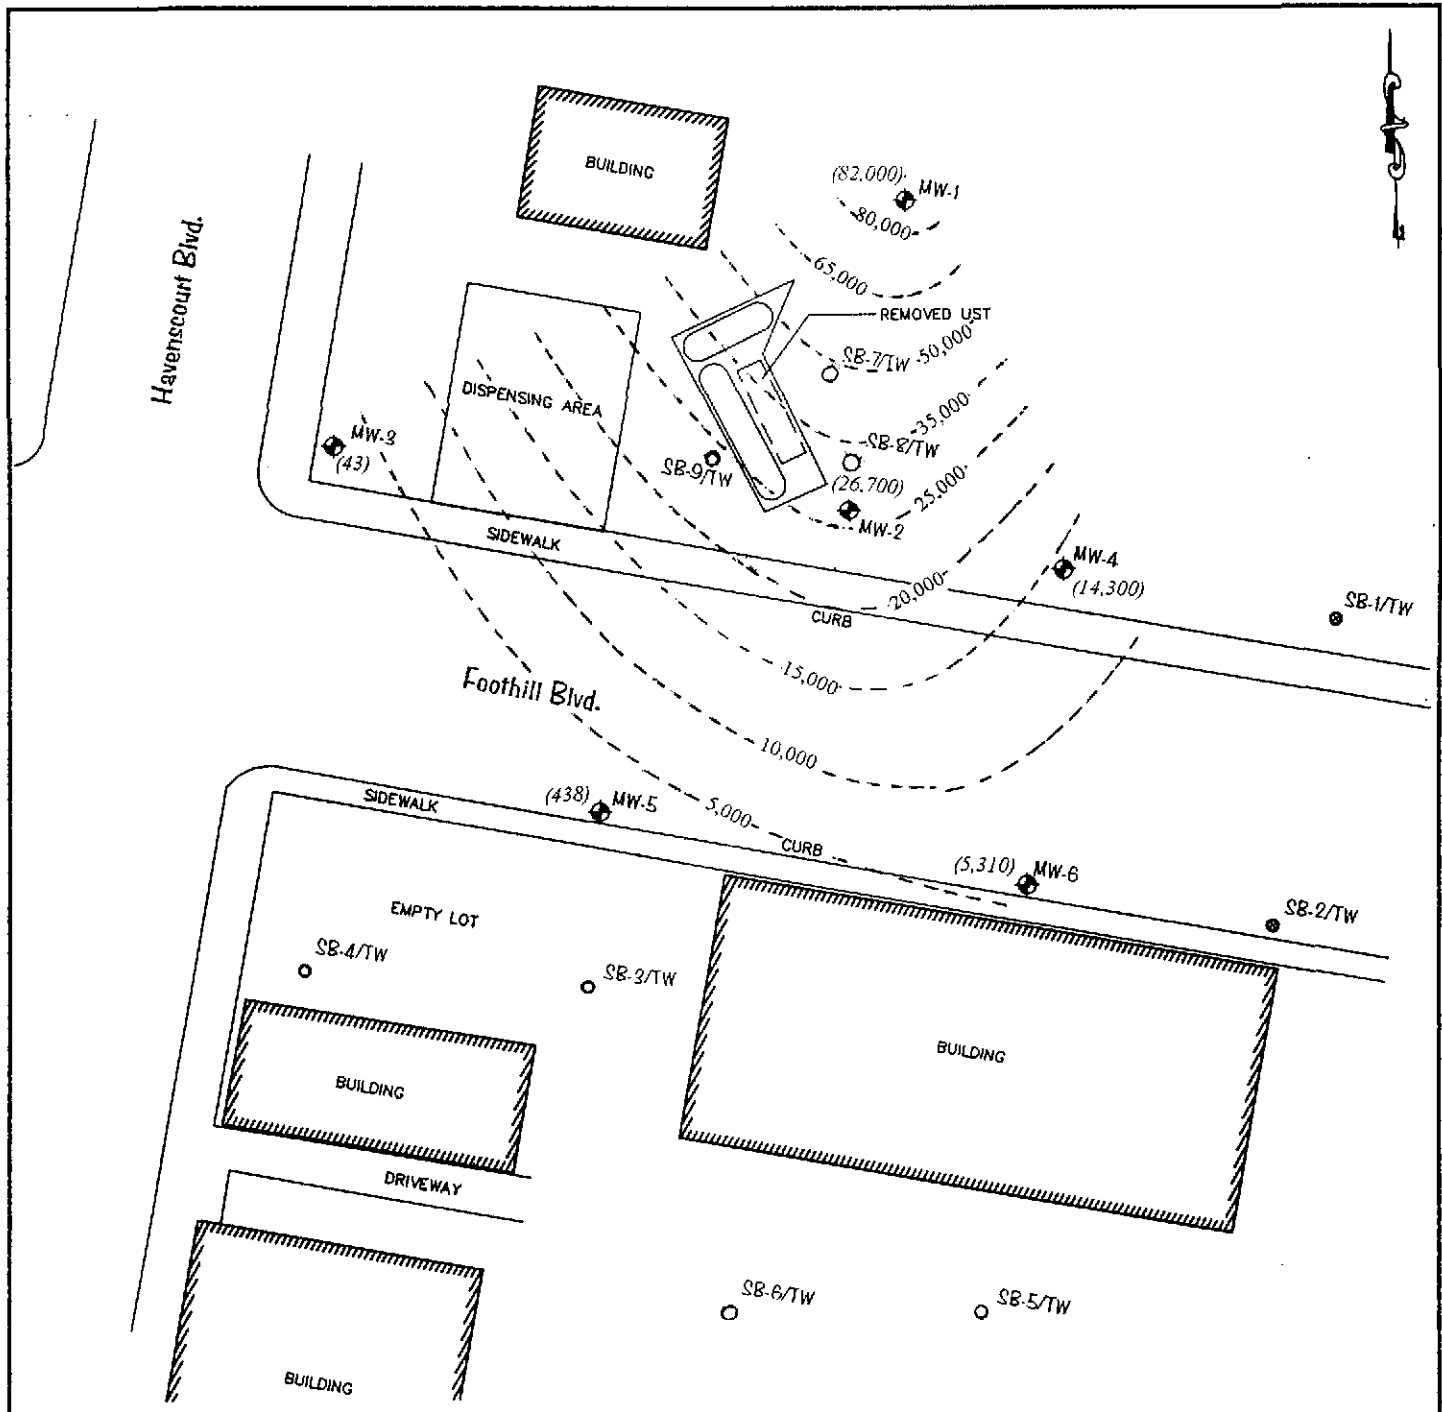 BUILDING
(82,000)
MW-1
80,000
Havenscourt Blvd.
65,000
REMOVED UST
SB-7/TW
50,000
DISPENSING AREA
35,000
MW-3
(43)
SB-8/TW
SB-9/TW
(26,700)
25,000
MW-2
SIDEWALK
MW-4
(14,300)
20,000
CURB
SB-1/TW
15,000
Foothill Blvd.
10,000
SIDEWALK
(438)
MW-5
5,000
CURB
(5,310)
MW-6
EMPTY LOT
SB-2/TW
SB-4/TW
SB-3/TW
BUILDING
BUILDING
DRIVEWAY
SB-6/TW
SB-5/TW
BUILDING